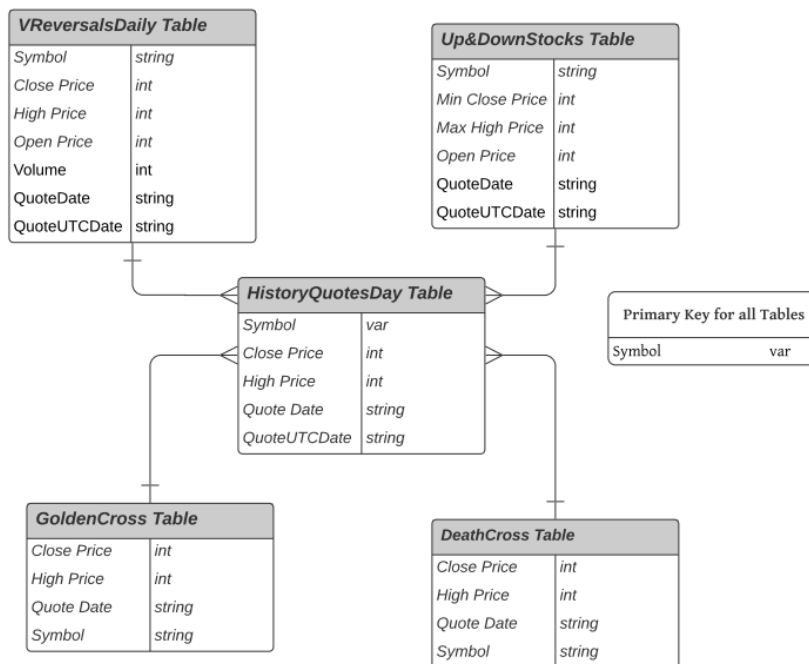 VReversalsDaily Table
Symbol string
Close Price int
High Price int
Open Price int
Volume int
QuoteDate string
QuoteUTCDate string
Up&DownStocks Table
Symbol string
Min Close Price int
Max High Price int
Open Price int
QuoteDate string
QuoteUTCDate string
HistoryQuotesDay Table
Symbol var
Close Price int
High Price int
Quote Date string
QuoteUTCDate string
Primary Key for all Tables
Symbol var
GoldenCross Table
Close Price int
High Price int
Quote Date string
Symbol string
DeathCross Table
Close Price int
High Price int
Quote Date string
Symbol string